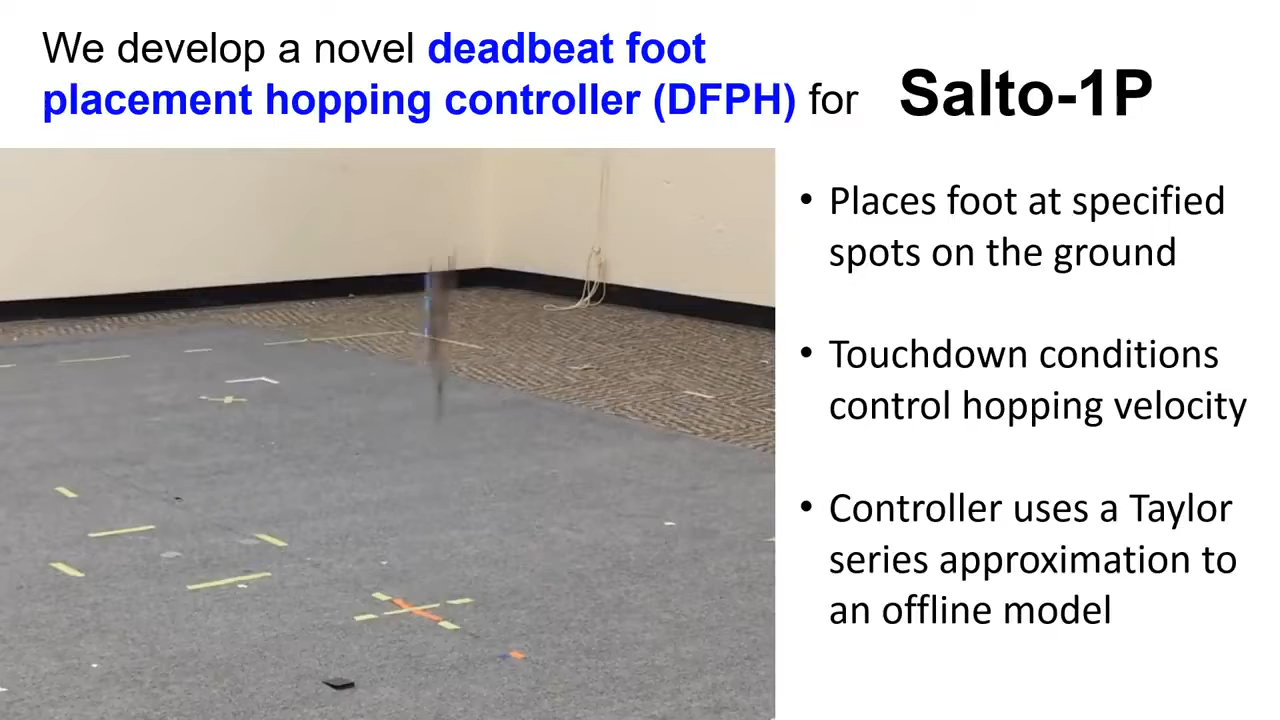 We develop a novel deadbeat foot
placement hopping controller (DFPH) for Salto-1P
• Places foot at specified
spots on the ground
• Touchdown conditions
control hopping velocity
• Controller uses a Taylor
series approximation to
an offline model